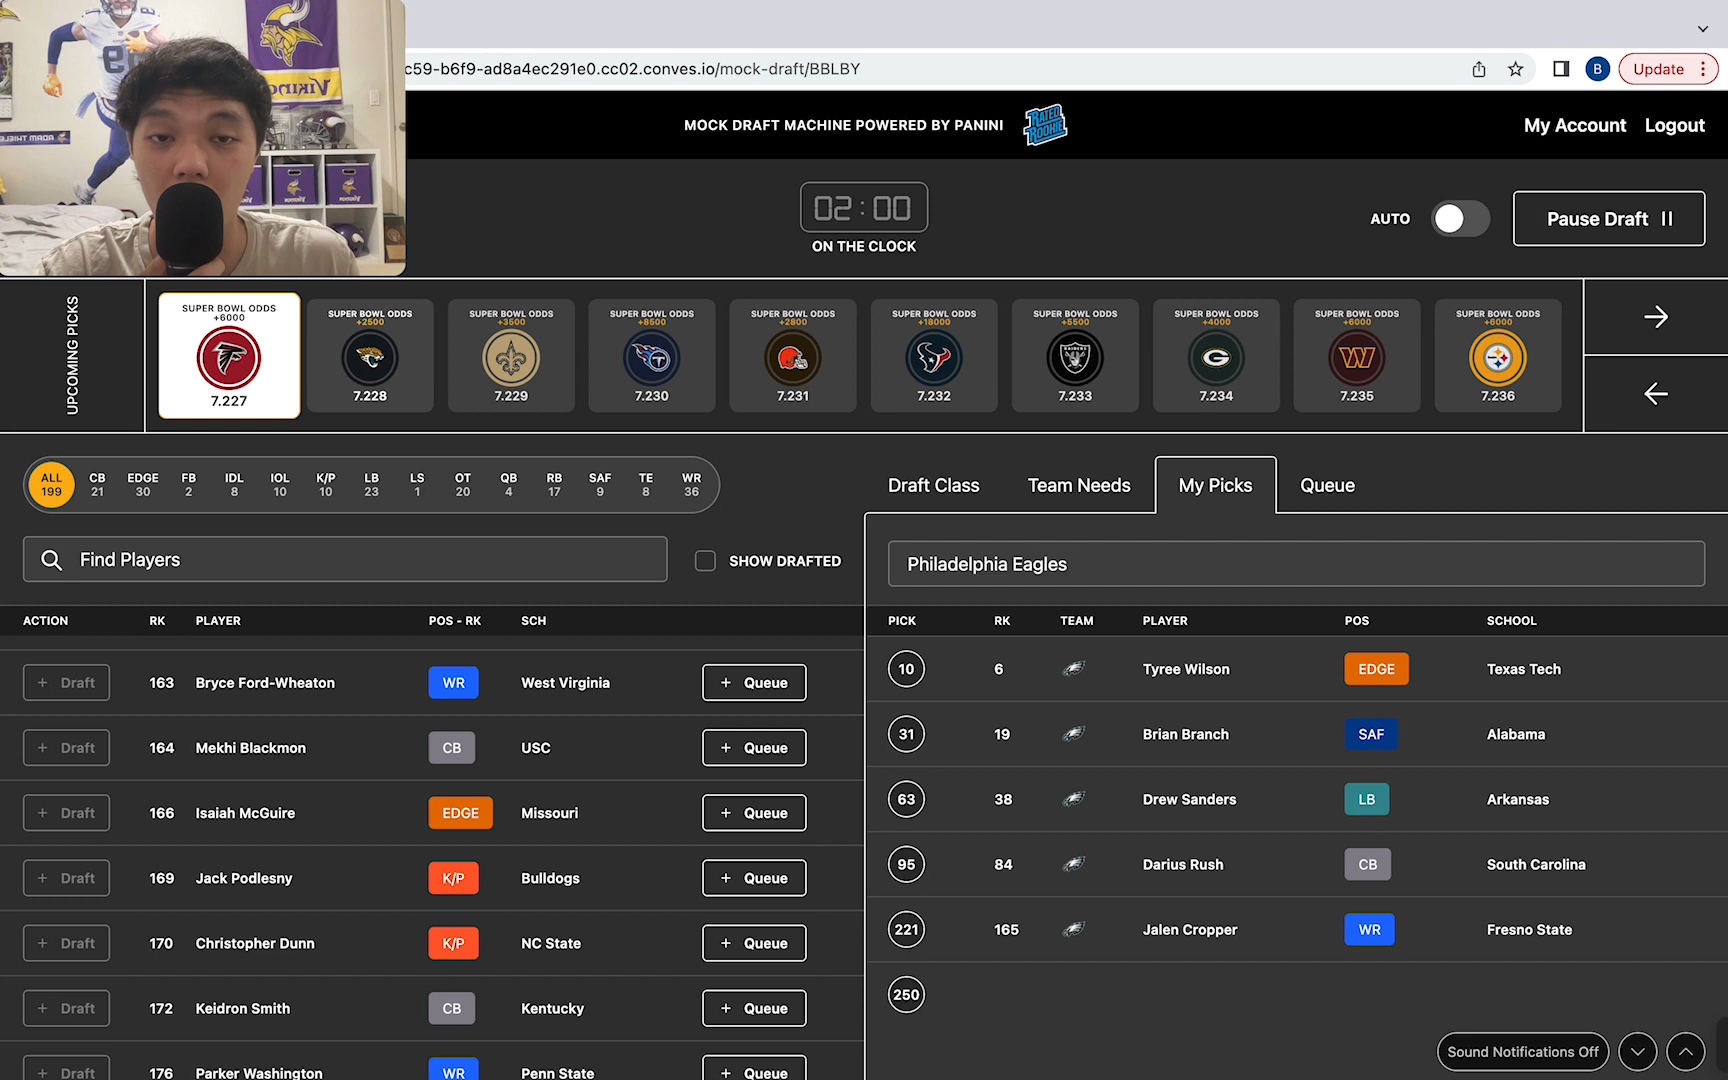 c59-b6f9-ad8a4ec291e0.cc02.conves.io/mock-draft/BBLBY
B
Update
MOCK DRAFT MACHINE POWERED BY PANINI
RATED ROOKIE
My Account
Logout
02:00
ON THE CLOCK
AUTO
Pause Draft
UPCOMING PICKS
SUPER BOWL ODDS +6000 7.227
SUPER BOWL ODDS +2500 7.228
SUPER BOWL ODDS +3500 7.229
SUPER BOWL ODDS +8500 7.230
SUPER BOWL ODDS +2800 7.231
SUPER BOWL ODDS +18000 7.232
SUPER BOWL ODDS +5500 7.233
SUPER BOWL ODDS +4000 7.234
SUPER BOWL ODDS +6000 7.235
SUPER BOWL ODDS +6000 7.236
ALL CB EDGE FB IDL IOL K/P LB LS OT QB RB SAF TE WR
199 21 30 2 8 10 10 23 1 20 4 17 9 8 36
Find Players
SHOW DRAFTED
ACTION RK PLAYER POS - RK SCH
+ Draft 163 Bryce Ford-Wheaton WR West Virginia + Queue
+ Draft 164 Mekhi Blackmon CB USC + Queue
+ Draft 166 Isaiah McGuire EDGE Missouri + Queue
+ Draft 169 Jack Podlesny K/P Bulldogs + Queue
+ Draft 170 Christopher Dunn K/P NC State + Queue
+ Draft 172 Keidron Smith CB Kentucky + Queue
+ Draft 176 Parker Washington WR Penn State + Queue
Draft Class Team Needs My Picks Queue
Philadelphia Eagles
PICK RK TEAM PLAYER POS SCHOOL
10 6 Tyree Wilson EDGE Texas Tech
31 19 Brian Branch SAF Alabama
63 38 Drew Sanders LB Arkansas
95 84 Darius Rush CB South Carolina
221 165 Jalen Cropper WR Fresno State
250
Sound Notifications Off